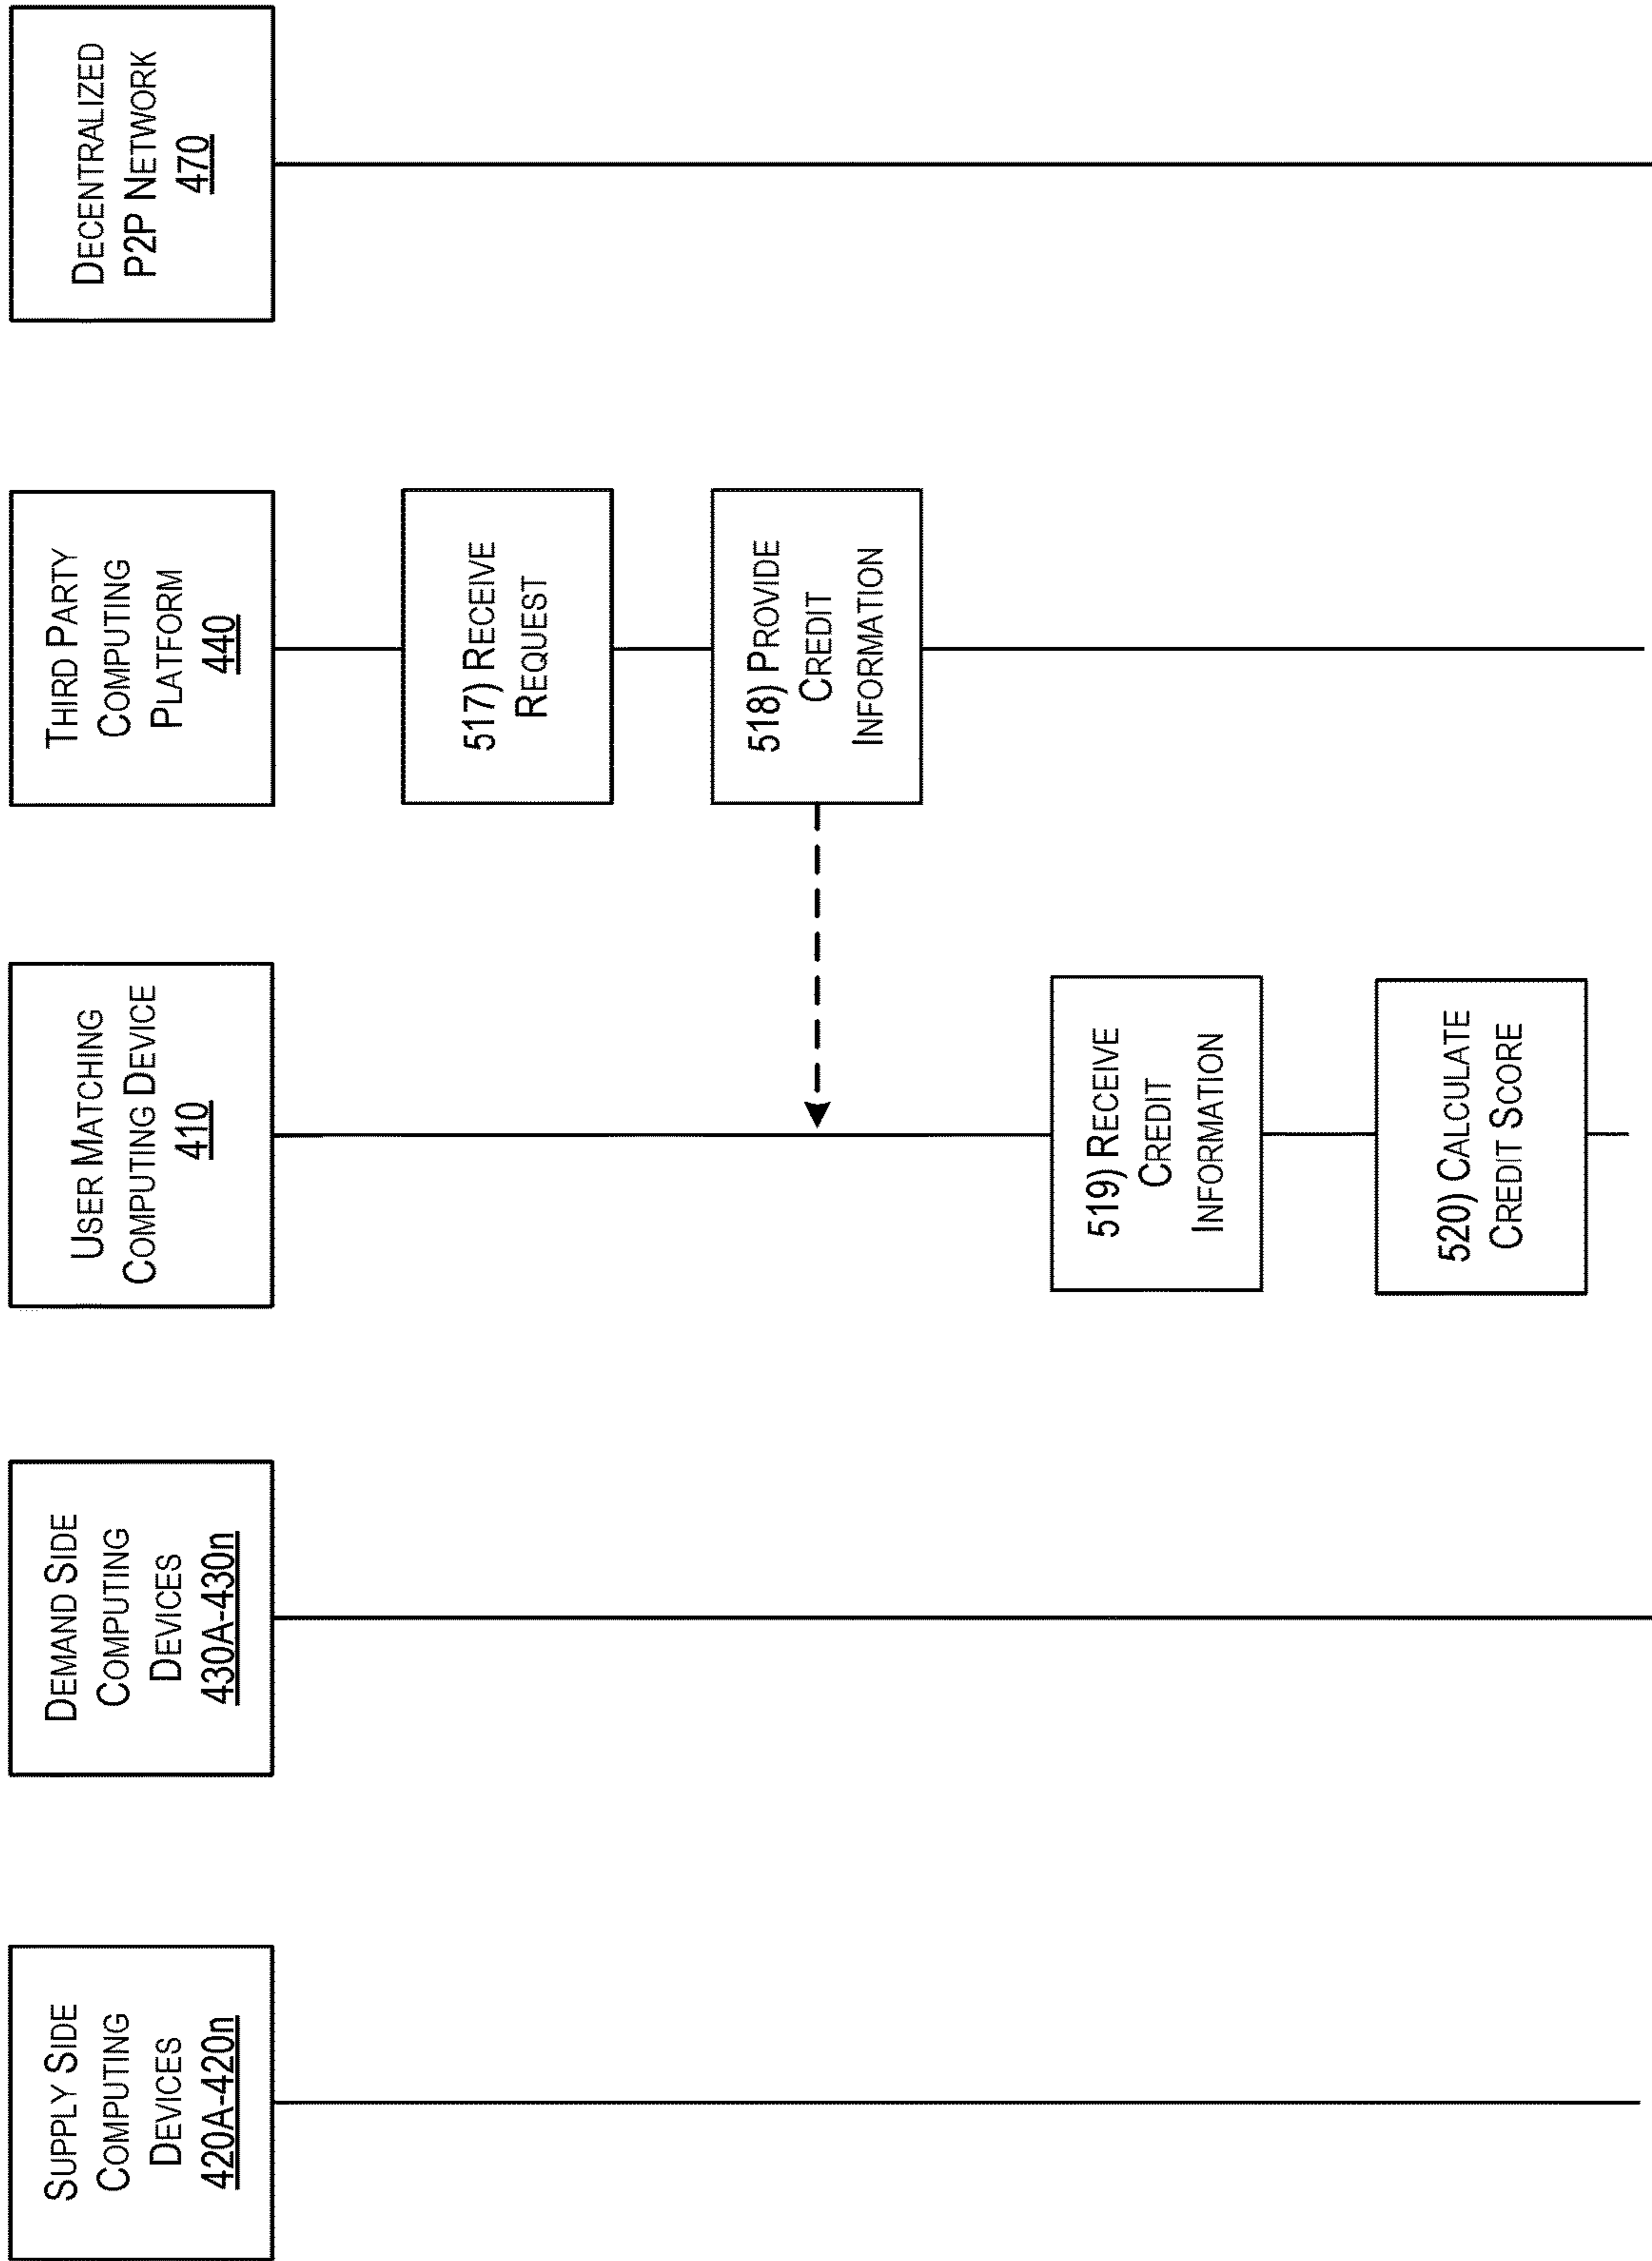 SUPPLY SIDE
COMPUTING
DEVICES
420A-420n
DEMAND SIDE
COMPUTING
DEVICES
430A-430n
USER MATCHING
COMPUTING DEVICE
410
THIRD PARTY
COMPUTING
PLATFORM
440
DECENTRALIZED
P2P NETWORK
470
517) RECEIVE
REQUEST
518) PROVIDE
CREDIT
INFORMATION
519) RECEIVE
CREDIT
INFORMATION
520) CALCULATE
CREDIT SCORE